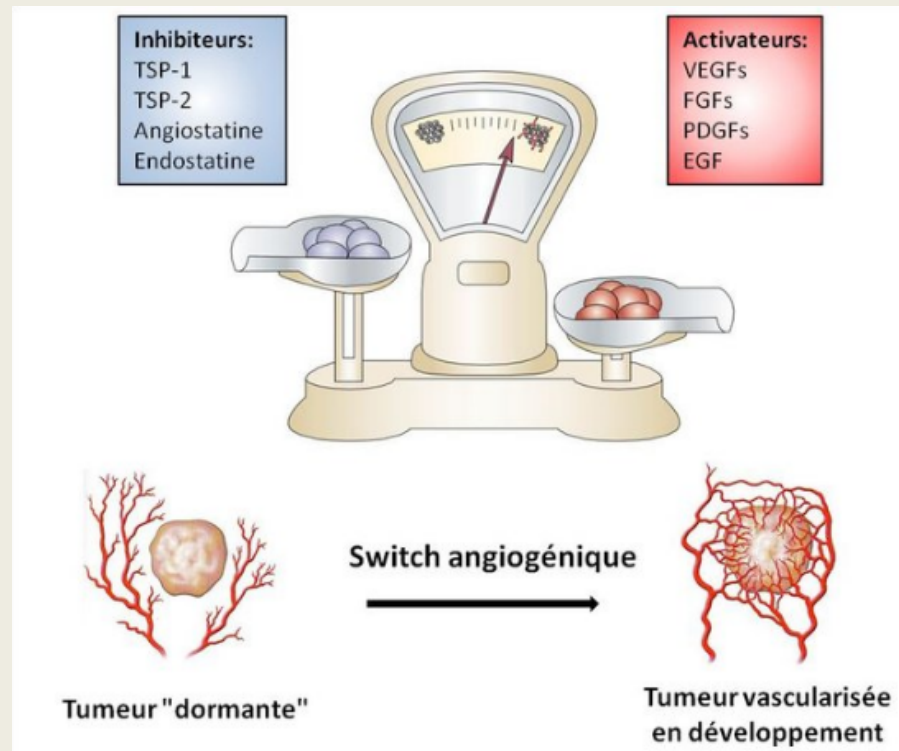 Inhibiteurs:
TSP-1
TSP-2
Angiostatine
Endostatine
Activateurs:
VEGFs
FGFs
PDGFs
EGF
Switch angiogénique
Tumeur "dormante"
Tumeur vascularisée
en développement